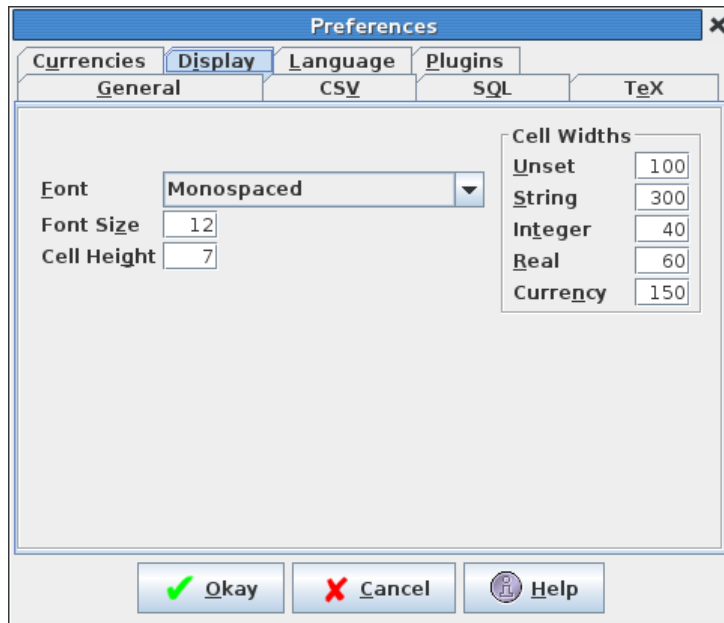 Preferences
Currencies Display Language Plugins
General CSV SQL TeX
Cell Widths
Unset 100
Font Monospaced
String 300
Font Size 12
Integer 40
Cell Height 7
Real 60
Currency 150
Okay Cancel Help